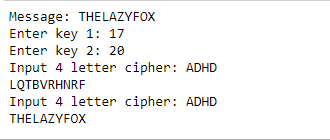 Message: THELAZYFOX
Enter key 1: 17
Enter key 2: 20
Input 4 letter cipher: ADHD
LQTBVRHNRF
Input 4 letter cipher: ADHD
THELAZYFOX